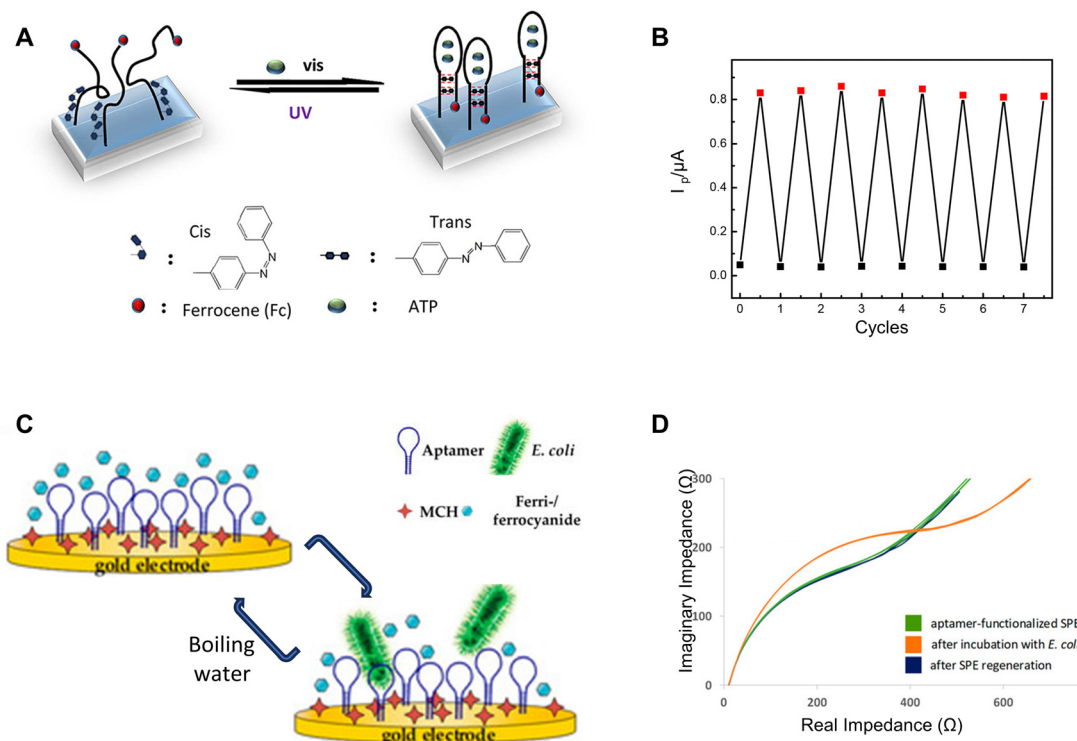 A
vis
UV
Cis
N
N
Trans
N
N
:
:
: Ferrocene (Fc)
: ATP
B
I p/μA
0.8
0.4
0.2
0.0
0 1 2 3 4 5 6 7
Cycles
C
Aptamer
E. coli
MCH
Ferri-/
ferrocyanide
gold electrode
Boiling
water
gold electrode
D
Imaginary Impedance (Ω)
300
200
100
0
aptamer-functionalized SPE
after incubation with E. coli
after SPE regeneration
0 200 400 600
Real Impedance (Ω)